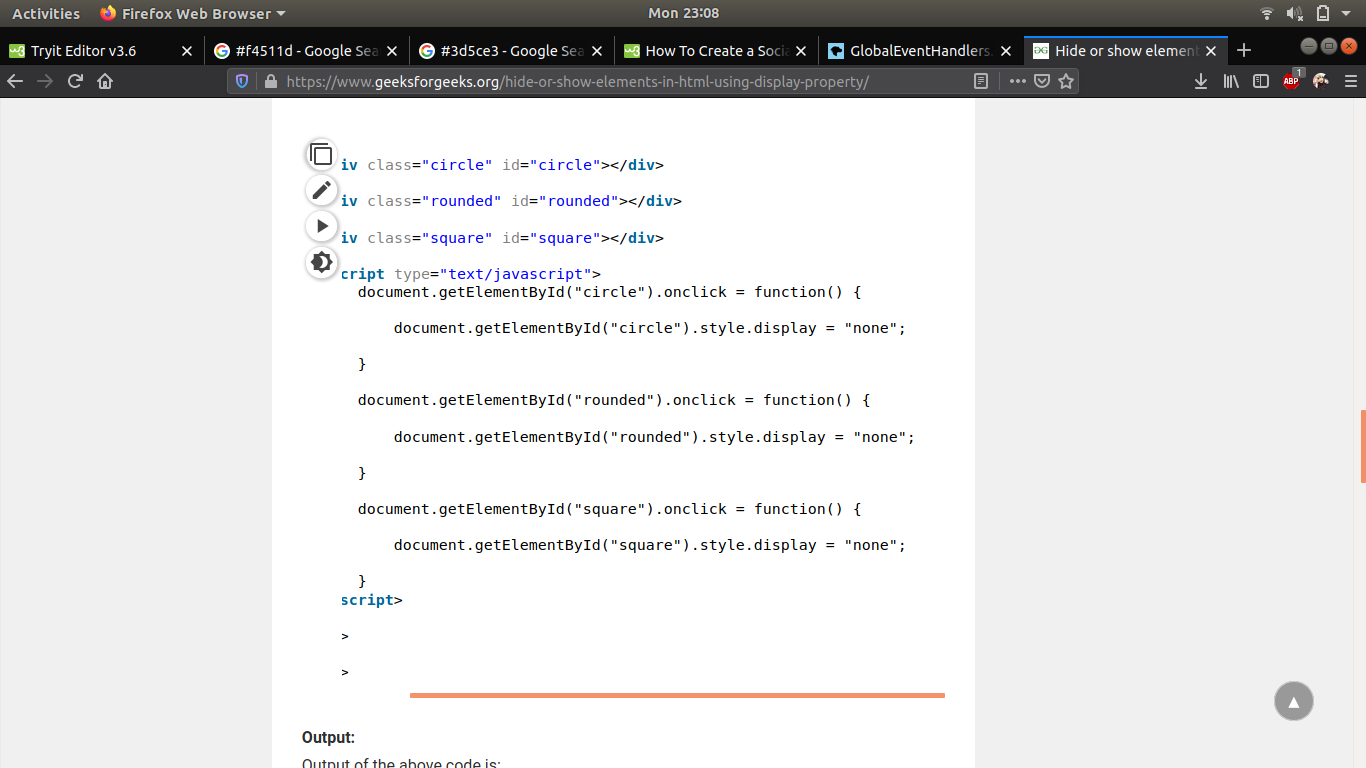 Activities Firefox Web Browser Mon 23:08
Tryit Editor v3.6 #f4511d - Google Sea #3d5ce3 - Google Sea How To Create a Socia GlobalEventHandlers. Hide or show element
https://www.geeksforgeeks.org/hide-or-show-elements-in-html-using-display-property/ ABP 1
iv class="circle" id="circle"></div>
iv class="rounded" id="rounded"></div>
iv class="square" id="square"></div>
cript type="text/javascript">
document.getElementById("circle").onclick = function() {
document.getElementById("circle").style.display = "none";
}
document.getElementById("rounded").onclick = function() {
document.getElementById("rounded").style.display = "none";
}
document.getElementById("square").onclick = function() {
document.getElementById("square").style.display = "none";
}
script>
>
>
Output:
Output of the above code is: